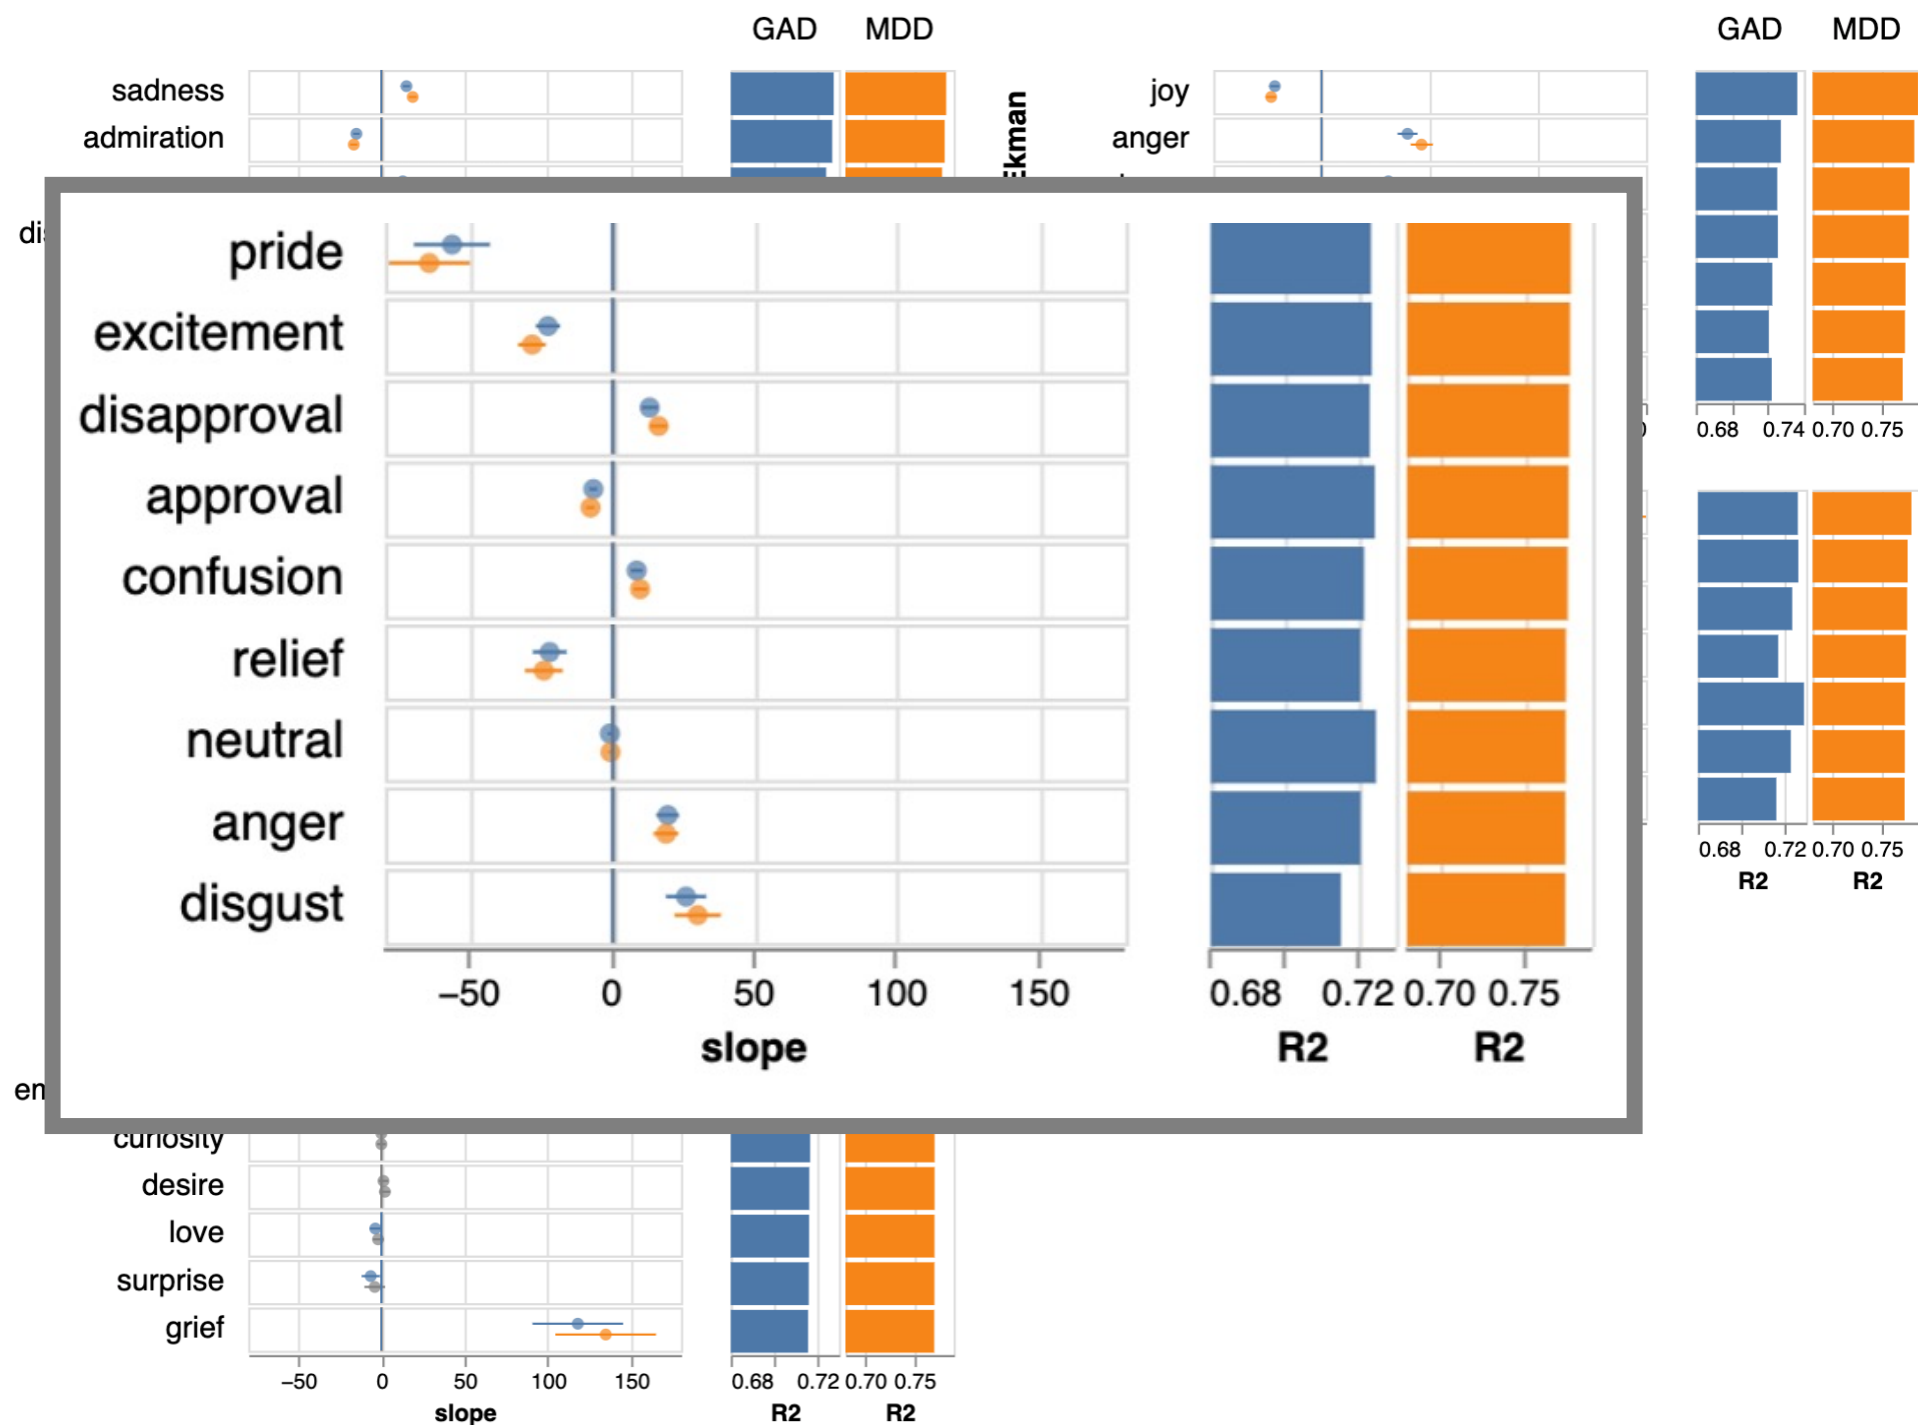 GAD MDD
sadness
admiration
Ekman
GAD MDD
joy
anger
0.68 0.74 0.70 0.75
pride
excitement
disapproval
approval
confusion
relief
neutral
anger
disgust
−50 0 50 100 150
slope
0.68 0.72 0.70 0.75
R2 R2
0.68 0.72 0.70 0.75
R2 R2
curiosity
desire
love
surprise
grief
−50 0 50 100 150
slope
0.68 0.72 0.70 0.75
R2 R2